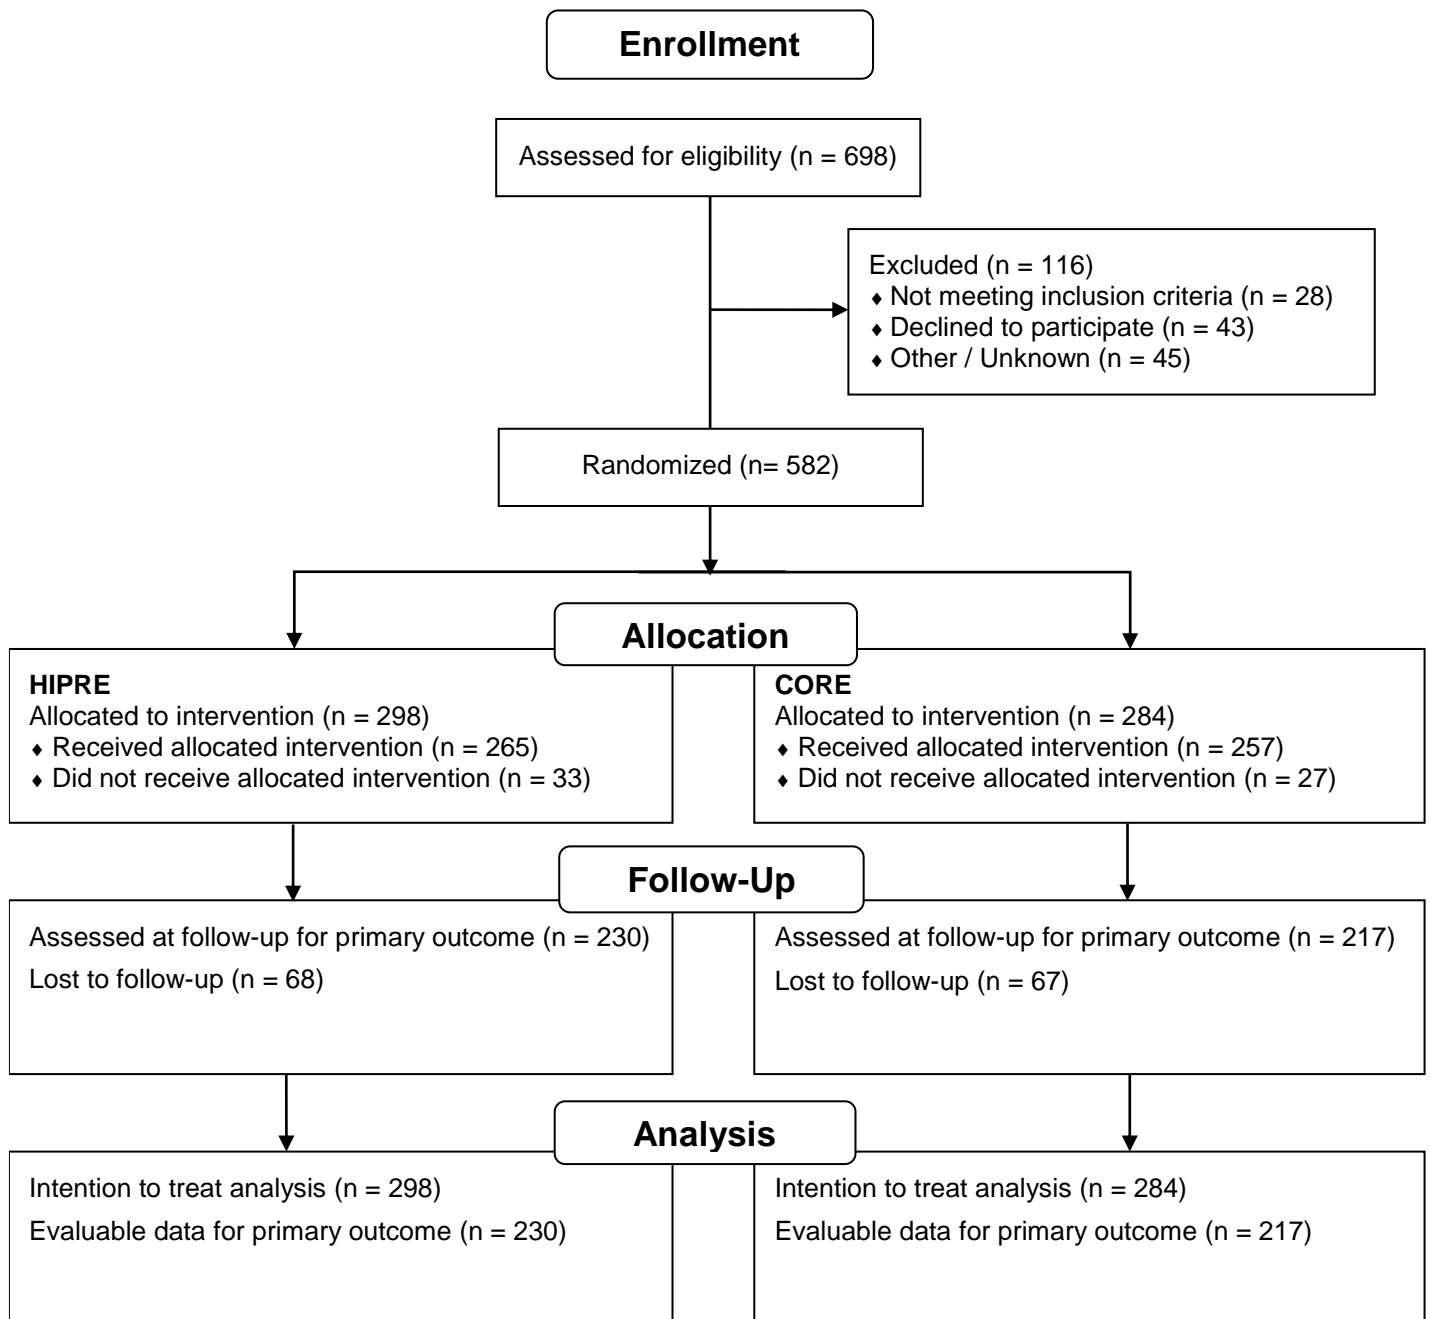 Enrollment
Assessed for eligibility (n = 698)
Excluded (n = 116)
♦ Not meeting inclusion criteria (n = 28)
♦ Declined to participate (n = 43)
♦ Other / Unknown (n = 45)
Randomized (n= 582)
Allocation
HIPRE
Allocated to intervention (n = 298)
♦ Received allocated intervention (n = 265)
♦ Did not receive allocated intervention (n = 33)
CORE
Allocated to intervention (n = 284)
♦ Received allocated intervention (n = 257)
♦ Did not receive allocated intervention (n = 27)
Follow-Up
Assessed at follow-up for primary outcome (n = 230)
Lost to follow-up (n = 68)
Assessed at follow-up for primary outcome (n = 217)
Lost to follow-up (n = 67)
Analysis
Intention to treat analysis (n = 298)
Evaluable data for primary outcome (n = 230)
Intention to treat analysis (n = 284)
Evaluable data for primary outcome (n = 217)